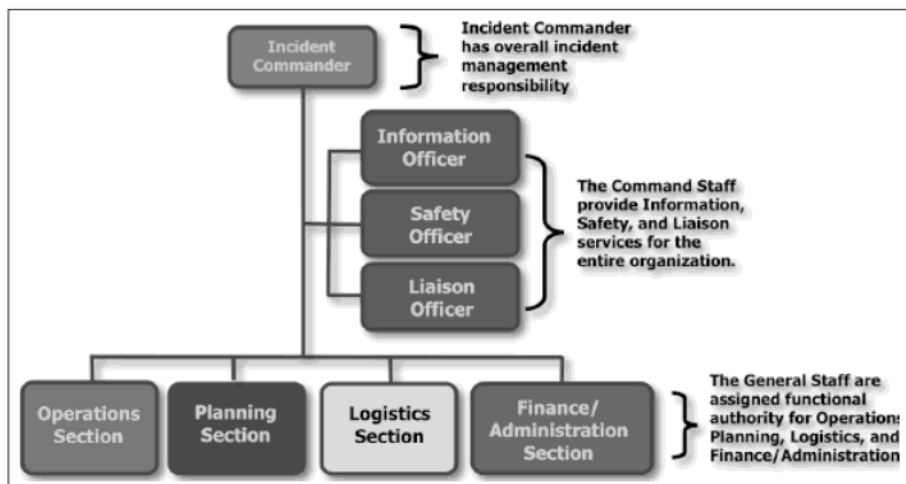 Incident
Commander
Incident Commander
has overall incident
management
responsibility
Information
Officer
Safety
Officer
Liaison
Officer
The Command Staff
provide Information,
Safety, and Liaison
services for the
entire organization.
Operations
Section
Planning
Section
Logistics
Section
Finance/
Administration
Section
The General Staff are
assigned functional
authority for Operations
Planning, Logistics, and
Finance/Administration